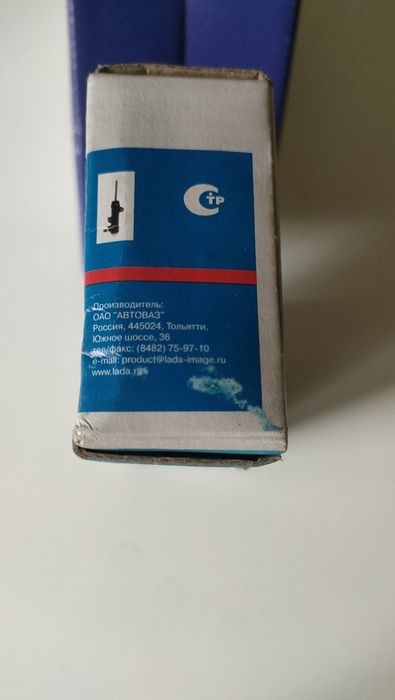 Производитель:
ОАО "АВТОВАЗ"
Россия, 445024, Тольятти,
Южное шоссе, 36
тел/факс: (8482) 75-97-10
e-mail: product@lada-image.ru
www.lada.ru